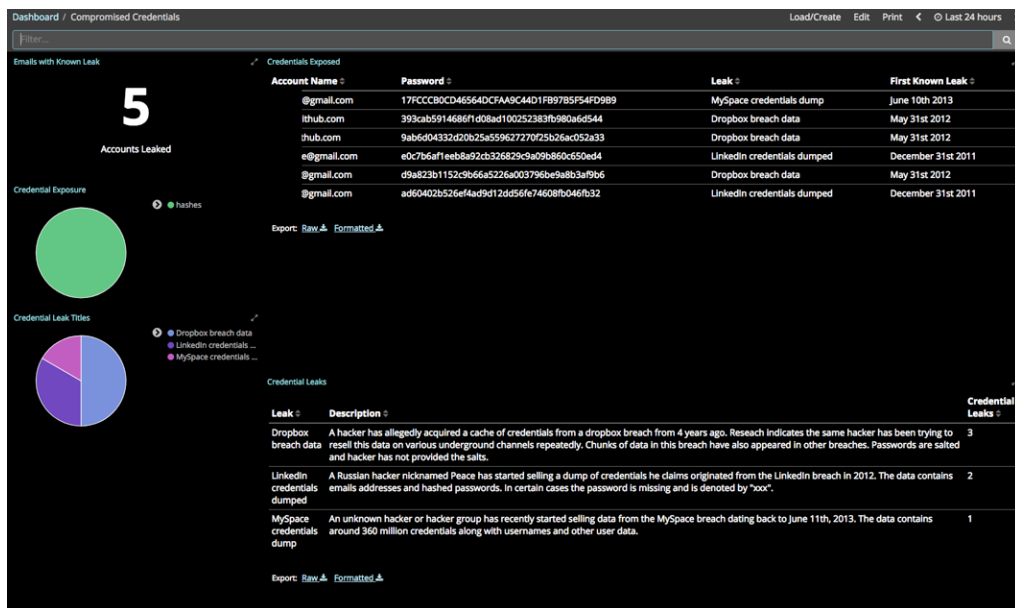 Dashboard / Compromised Credentials
Load/Create Edit Print Last 24 hours
Filter...
Emails with Known Leak
5
Accounts Leaked
Credential Exposure
hashes
Credential Leak Titles
Dropbox breach data
LinkedIn credentials ...
MySpace credentials ...
Credentials Exposed
Account Name Password Leak First Known Leak
@gmail.com 17FCCCB0CD46564DCFAA9C44D1FB97B5F54FD9B9 MySpace credentials dump June 10th 2013
ithub.com 393cab5914686f1d08ad100252383fb980a6d544 Dropbox breach data May 31st 2012
thub.com 9ab6d04332d20b25a559627270f25b26ac052a33 Dropbox breach data May 31st 2012
e@gmail.com e0c7b6af1eeb8a92cb326829c9a09b860c650ed4 LinkedIn credentials dumped December 31st 2011
@gmail.com d9a823b1152c9b66a5226a003796be9a8b3af9b6 Dropbox breach data May 31st 2012
@gmail.com ad60402b526ef4ad9d12dd56fe74608fb046fb32 LinkedIn credentials dumped December 31st 2011
Export: Raw Formatted
Credential Leaks
Leak Description Credential Leaks
Dropbox breach data
A hacker has allegedly acquired a cache of credentials from a dropbox breach from 4 years ago. Reseach indicates the same hacker has been trying to
resell this data on various underground channels repeatedly. Chunks of data in this breach have also appeared in other breaches. Passwords are salted
and hacker has not provided the salts.
3
LinkedIn credentials dumped
A Russian hacker nicknamed Peace has started selling a dump of credentials he claims originated from the LinkedIn breach in 2012. The data contains
emails addresses and hashed passwords. In certain cases the password is missing and is denoted by "xxx".
2
MySpace credentials dump
An unknown hacker or hacker group has recently started selling data from the MySpace breach dating back to June 11th, 2013. The data contains
around 360 million credentials along with usernames and other user data.
1
Export: Raw Formatted